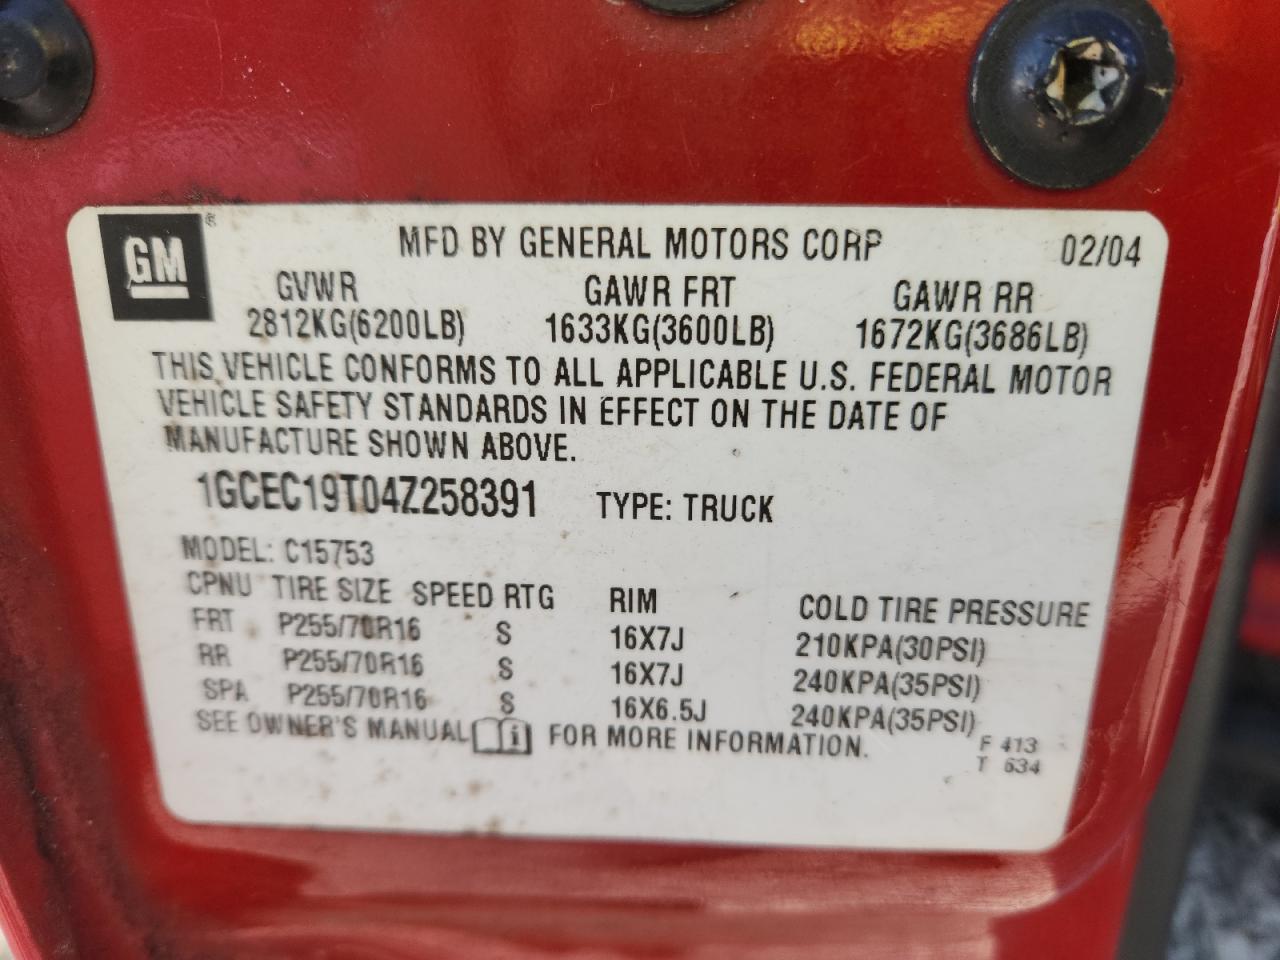 GM®
MFD BY GENERAL MOTORS CORP 02/04
GVWR GAWR FRT GAWR RR
2812KG(6200LB) 1633KG(3600LB) 1672KG(3686LB)
THIS VEHICLE CONFORMS TO ALL APPLICABLE U.S. FEDERAL MOTOR
VEHICLE SAFETY STANDARDS IN EFFECT ON THE DATE OF
MANUFACTURE SHOWN ABOVE.
1GCEC19T04Z258391 TYPE: TRUCK
MODEL: C15753
CPNU TIRE SIZE SPEED RTG RIM COLD TIRE PRESSURE
FRT P255/70R16 S 16X7J 210KPA(30PSI)
RR P255/70R16 S 16X7J 240KPA(35PSI)
SPA P255/70R16 S 16X6.5J 240KPA(35PSI)
SEE OWNER'S MANUAL i FOR MORE INFORMATION.
F 413
T 634